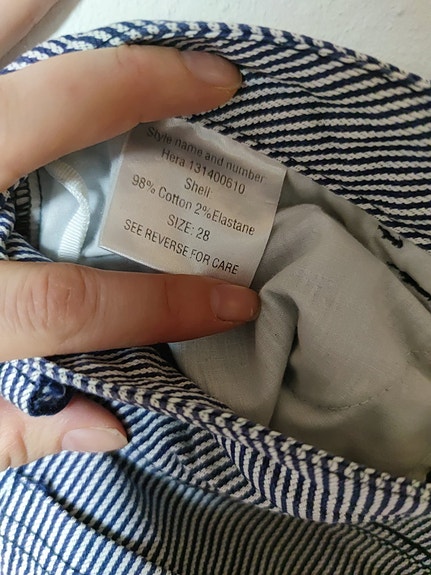 Style name and number
Hera 131400610
Shell
98% Cotton 2%Elastane
SIZE: 28
SEE REVERSE FOR CARE